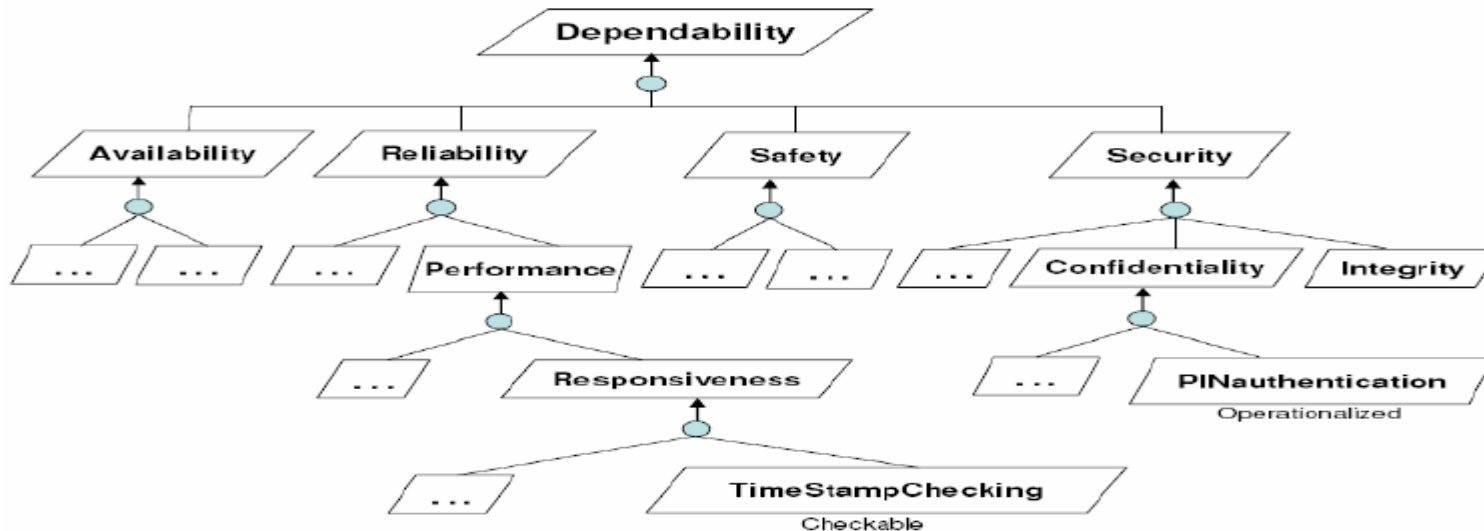 Dependability
Availability
Reliability
Safety
Security
...
...
...
Performance
...
...
...
Confidentiality
Integrity
...
Responsiveness
...
PINauthentication
Operationalized
...
TimeStampChecking
Checkable